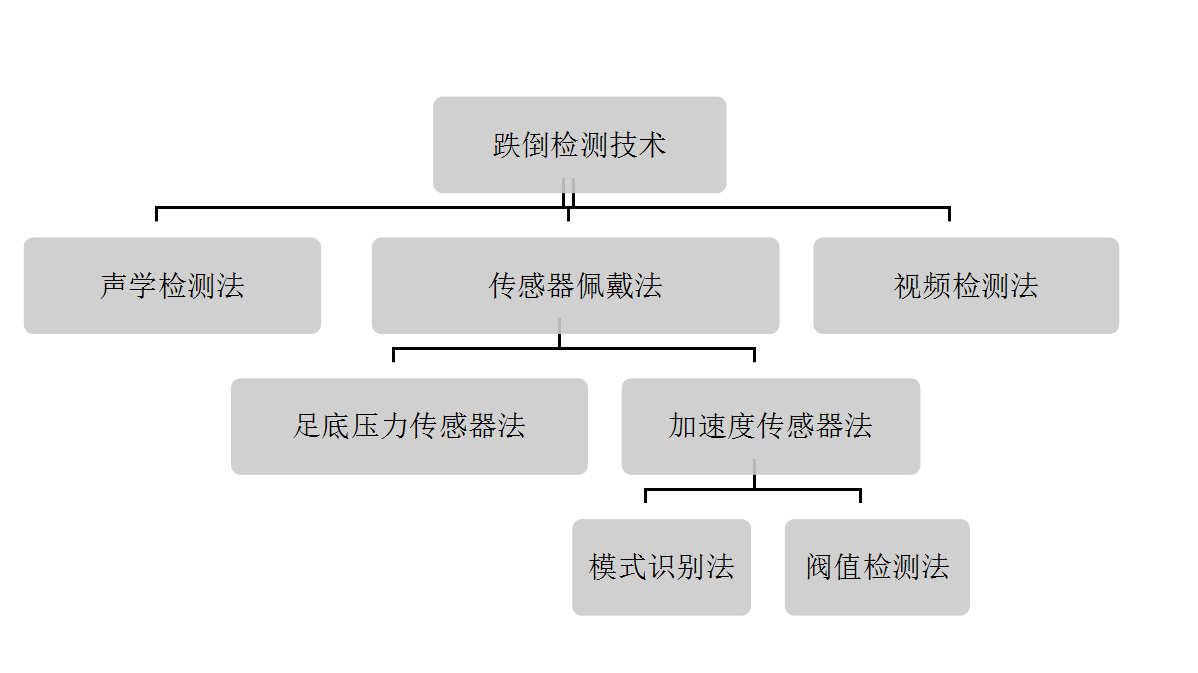 跌倒检测技术
声学检测法
传感器佩戴法
视频检测法
足底压力传感器法
加速度传感器法
模式识别法
阀值检测法